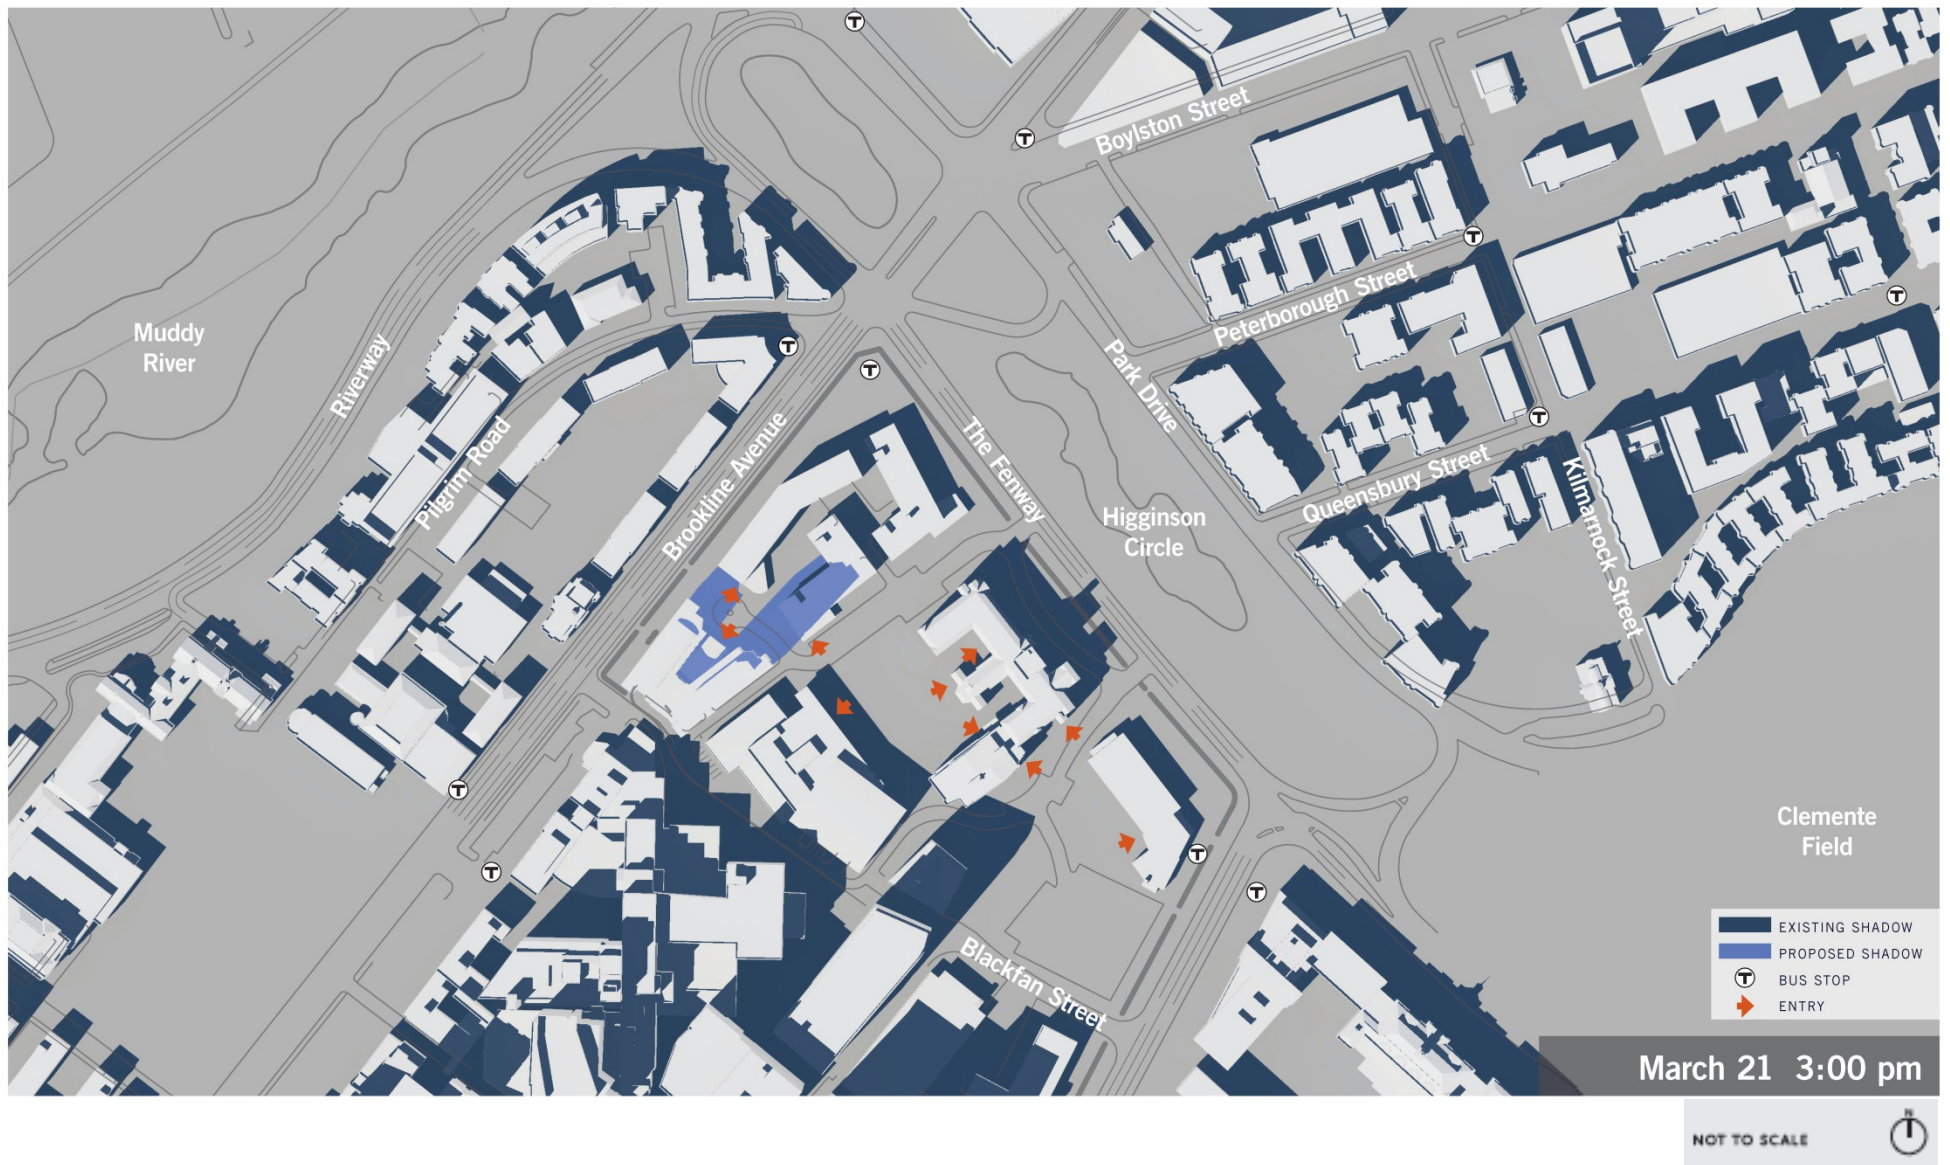 T
T
Boylston Street
T
Peterborough Street
T
Muddy
River
Riverway
T
T
Park Drive
Pilgrim Road
Brookline Avenue
The Fenway
T
Queensbury Street
Kilmarnock Street
Higginson
Circle
T
T
T
T
Clemente
Field
Blackfan Street
EXISTING SHADOW
PROPOSED SHADOW
T BUS STOP
ENTRY
March 21 3:00 pm
N
NOT TO SCALE